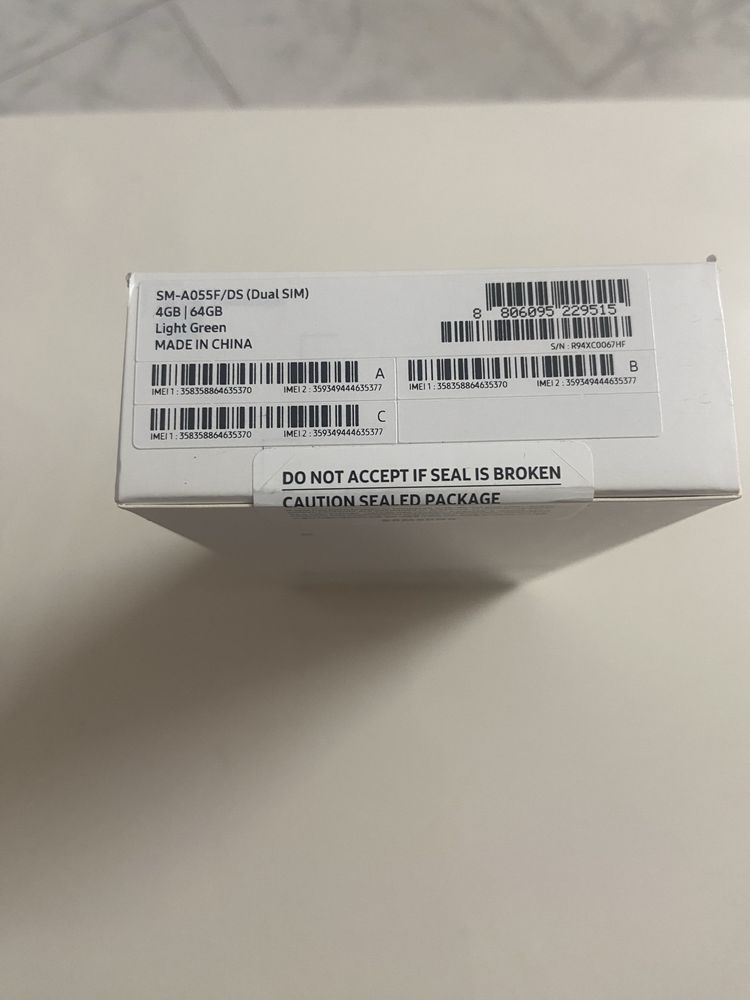 SM-A055F/DS (Dual SIM)
4GB | 64GB
Light Green
MADE IN CHINA
8 806095 229515
S/N : R94XC0067HF
A
IMEI 1 : 358358864635370 IMEI 2 : 359349444635377
B
IMEI 1 : 358358864635370 IMEI 2 : 359349444635377
C
IMEI 1 : 358358864635370 IMEI 2 : 359349444635377
DO NOT ACCEPT IF SEAL IS BROKEN
CAUTION SEALED PACKAGE